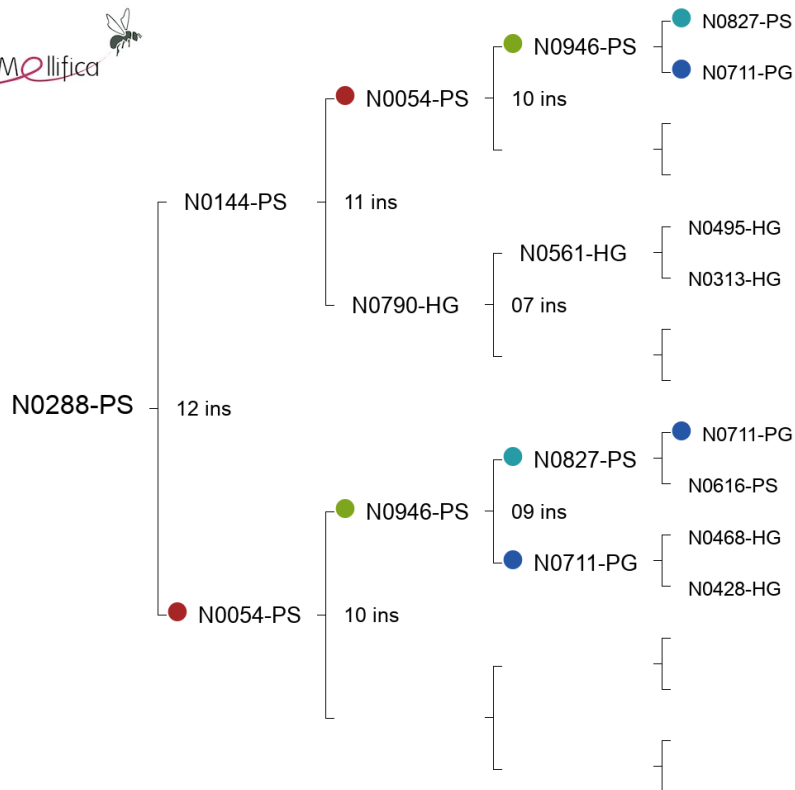 N0827-PS
N0946-PS
Mellifica
N0711-PG
N0054-PS
10 ins
N0144-PS
11 ins
N0495-HG
N0561-HG
N0313-HG
N0790-HG
07 ins
N0288-PS
12 ins
N0711-PG
N0827-PS
N0616-PS
N0946-PS
09 ins
N0468-HG
N0711-PG
N0428-HG
N0054-PS
10 ins